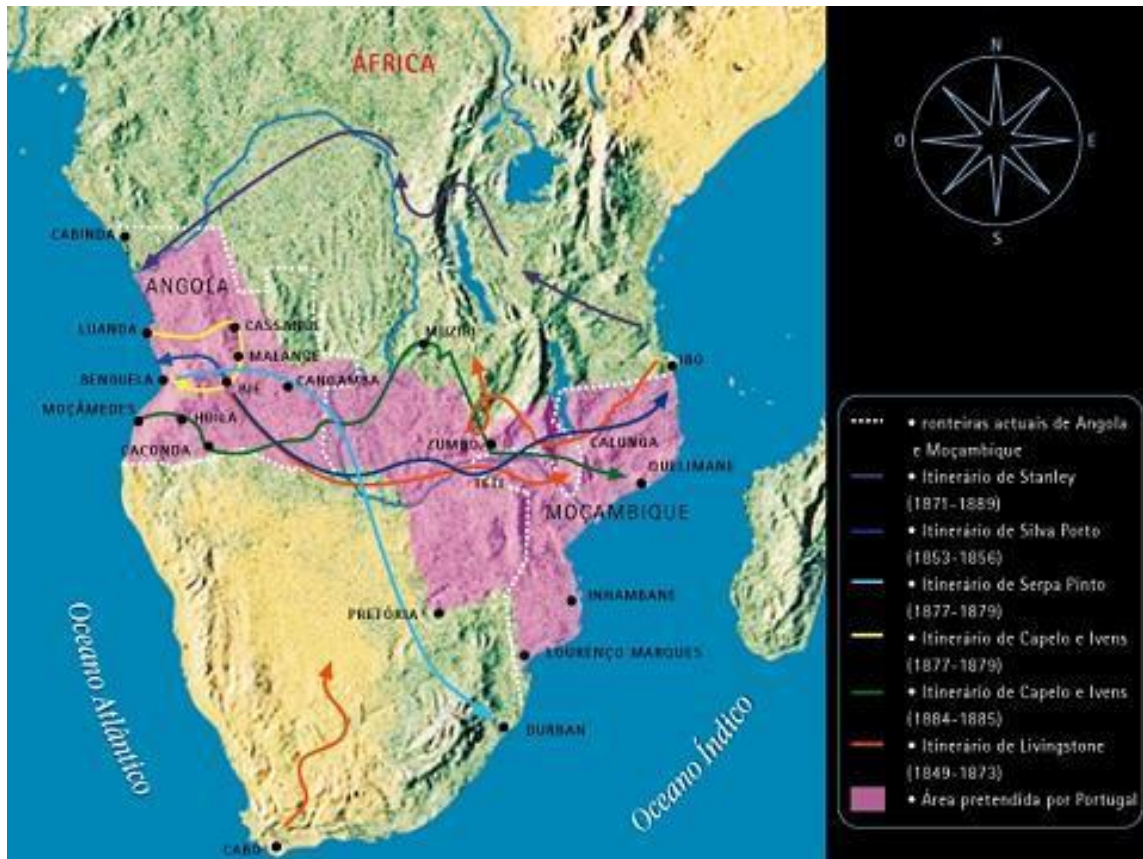 ÁFRICA
N
O
E
S
CABINDA
ANGOLA
LUANDA
MALANGE
BENGUELA
BIÉ
CANGAMBA
MOÇÂMEDES
HUÍLA
CACONDA
MUZIRI
IBO
ZUMBO
CALUNGA
QUELIMANE
TETE
MOÇAMBIQUE
PRETÓRIA
INHAMBANE
LOURENÇO MARQUES
DURBAN
CABO
Oceano Atlântico
Oceano Índico
• ronteiras actuais de Angola
e Moçambique
• Itinerário de Stanley
(1871-1889)
• Itinerário de Silva Porto
(1853-1856)
• Itinerário de Serpa Pinto
(1877-1879)
• Itinerário de Capelo e Ivens
(1877-1879)
• Itinerário de Capelo e Ivens
(1884-1885)
• Itinerário de Livingstone
(1849-1873)
• Área pretendida por Portugal